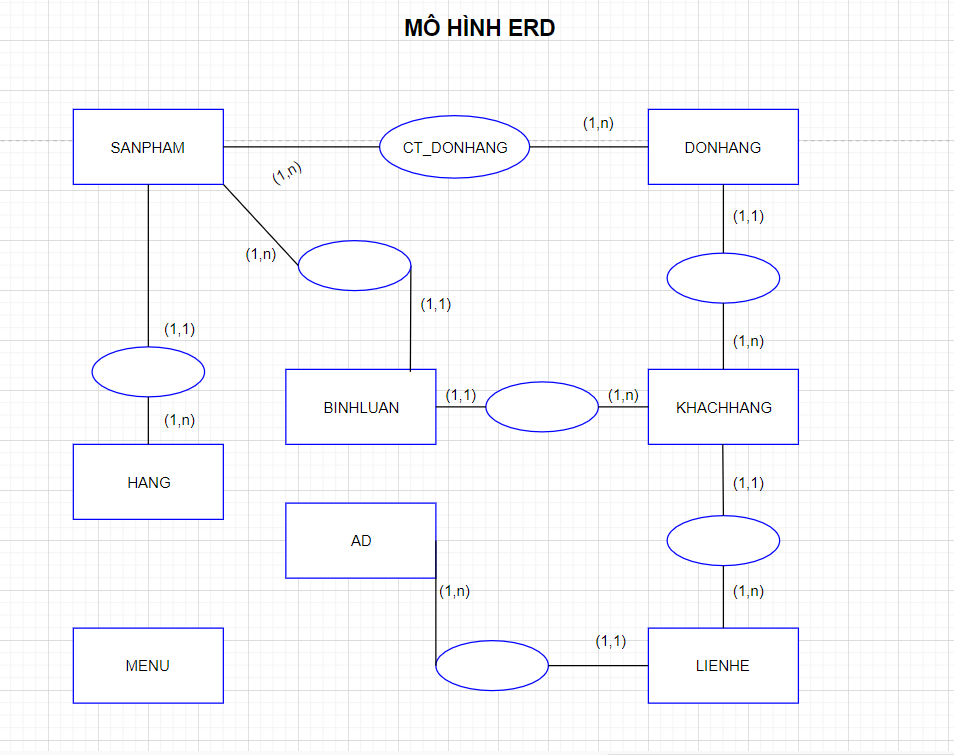 MÔ HÌNH ERD
(1,n)
SANPHAM
CT_DONHANG
DONHANG
(1,n)
(1,1)
(1,n)
(1,1)
(1,1)
(1,n)
(1,1)
(1,n)
BINHLUAN
KHACHHANG
(1,n)
HANG
(1,1)
AD
(1,n)
(1,n)
(1,1)
MENU
LIENHE